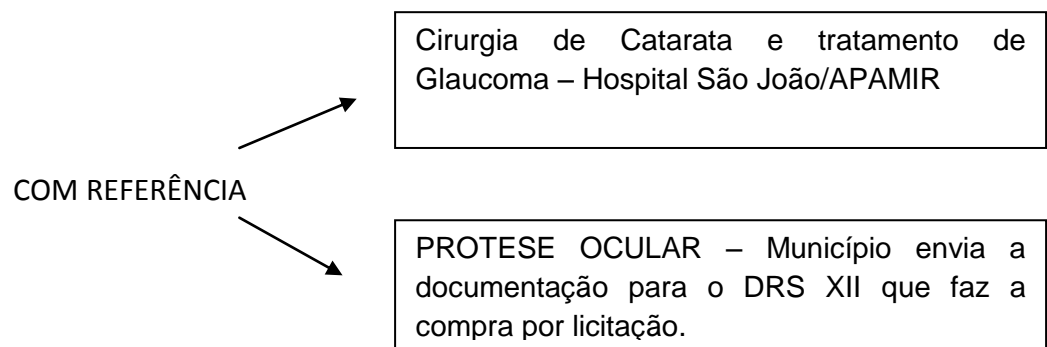 Cirurgia de Catarata e tratamento de
Glaucoma – Hospital São João/APAMIR
COM REFERÊNCIA
PROTESE OCULAR – Município envia a
documentação para o DRS XII que faz a
compra por licitação.